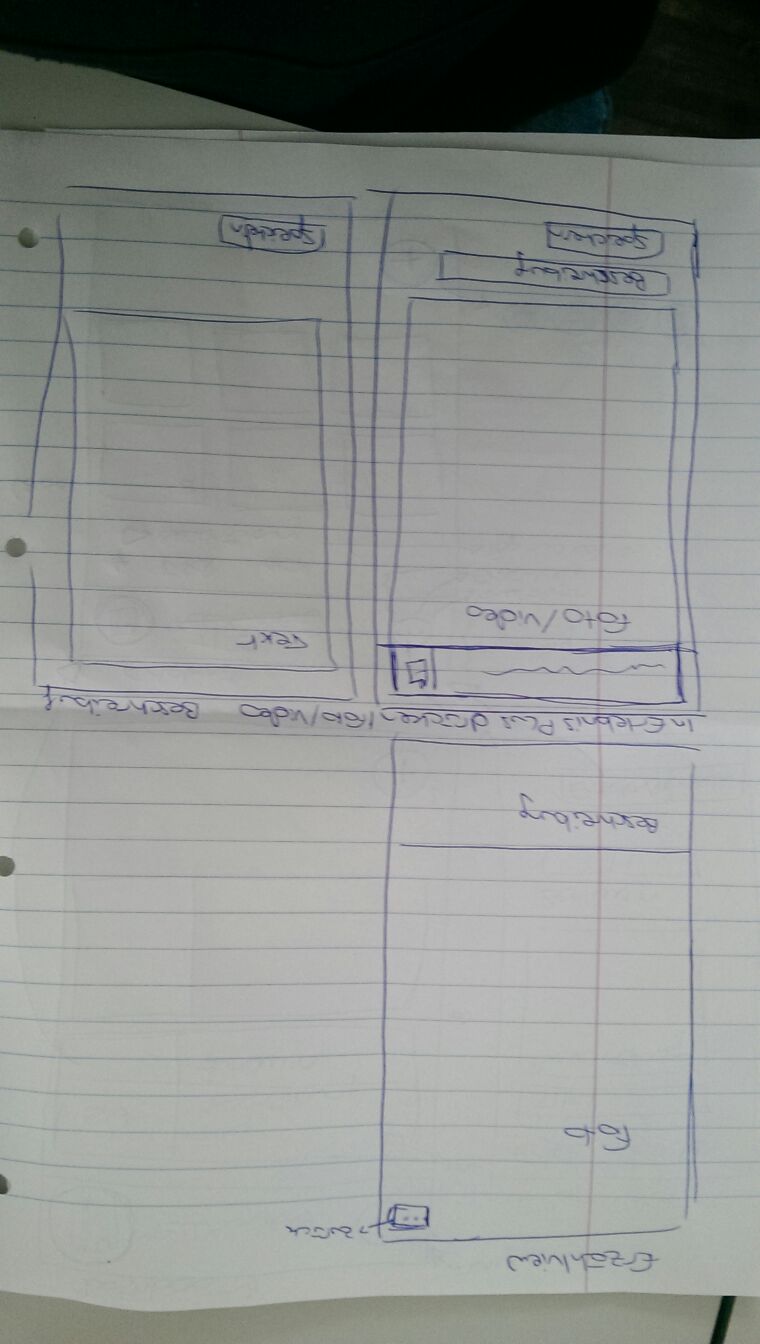 Erzählview
... → zurück
Foto
Beschreibung
In Erlebnis Plus drücken / Foto/Video
Foto/Video
Beschreibung
Speichern
Beschreibung
Text
Speichern